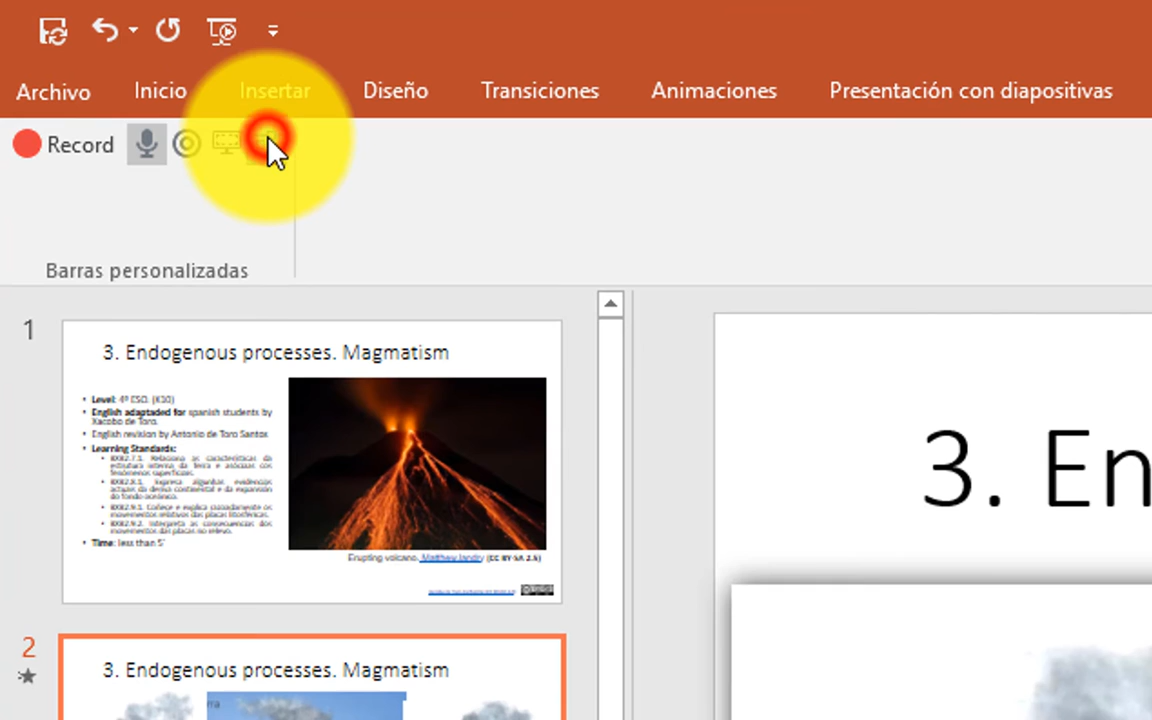 Archivo Inicio Insertar Diseño Transiciones Animaciones Presentación con diapositivas
Record
Barras personalizadas
1
3. Endogenous processes. Magmatism
• Level: 4º ESO. (K10)
• English adaptaded for spanish students by
Xacobo de Toro.
• English revision by Antonio de Toro Santos
• Learning Standards:
• Time: less than 5'
Erupting volcano. Matthew landry (CC BY-SA 2.5)
3. En
2
3. Endogenous processes. Magmatism
rra